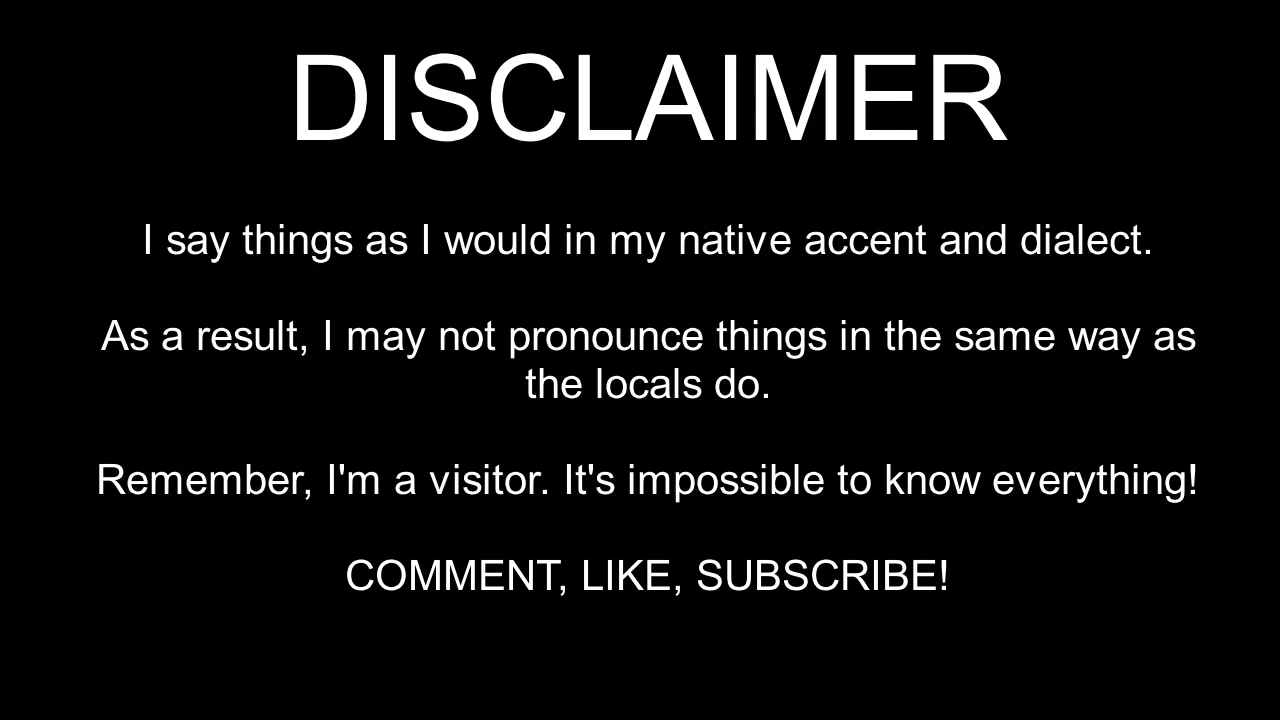 DISCLAIMER
I say things as I would in my native accent and dialect.
As a result, I may not pronounce things in the same way as
the locals do.
Remember, I'm a visitor. It's impossible to know everything!
COMMENT, LIKE, SUBSCRIBE!